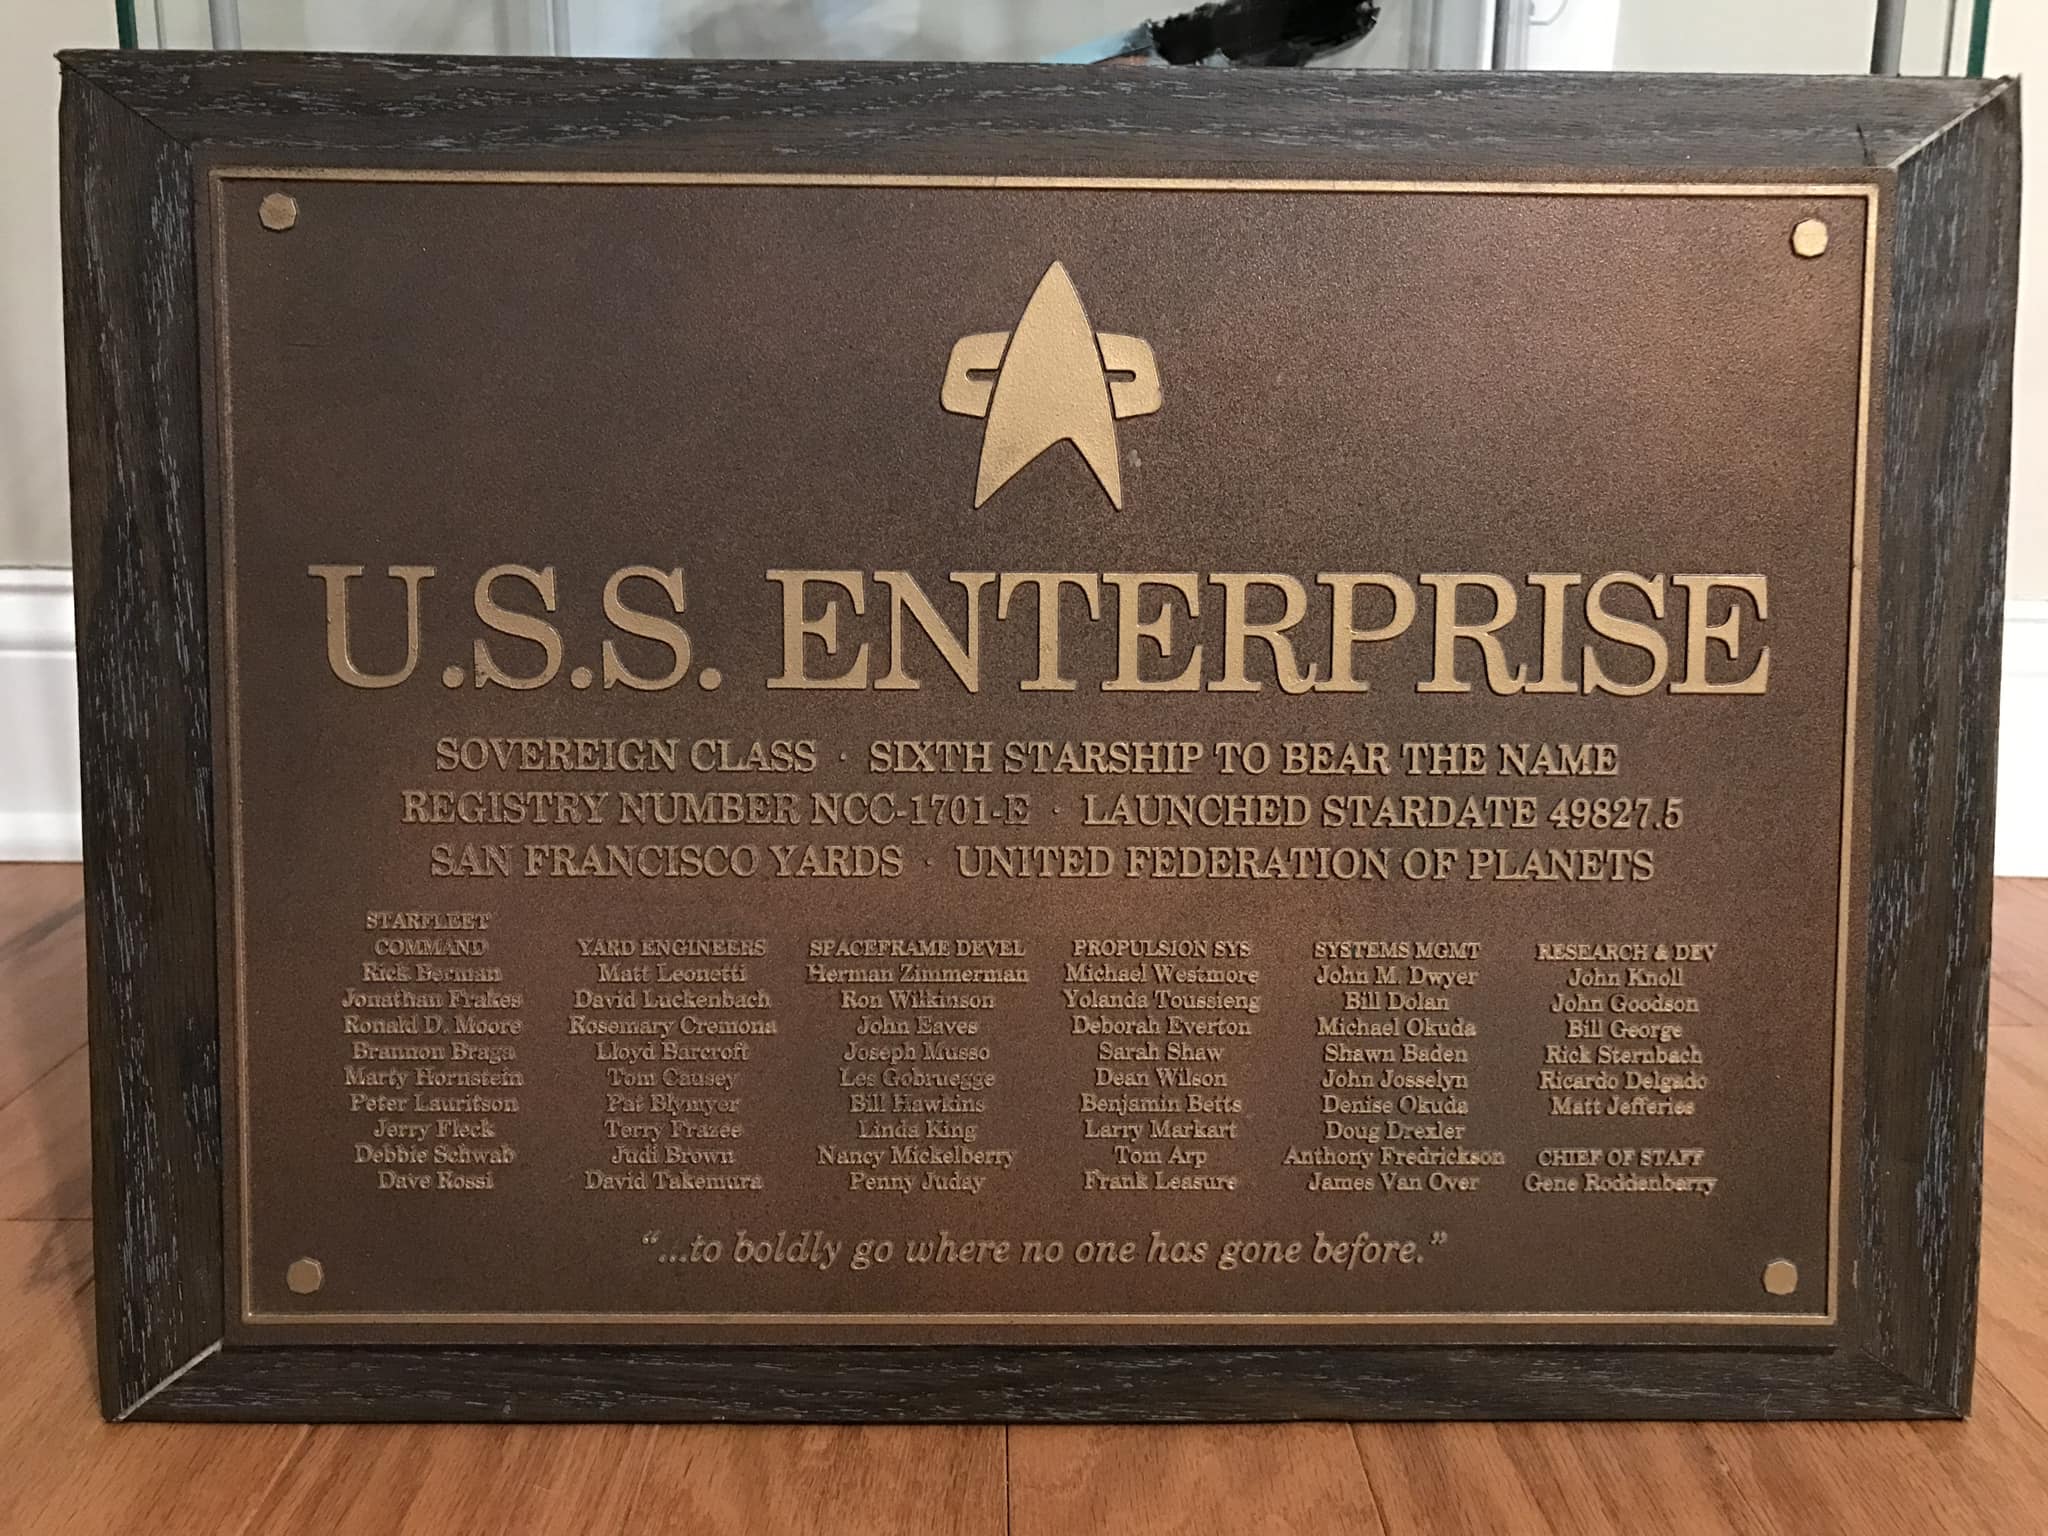 U.S.S. ENTERPRISE
SOVEREIGN CLASS · SIXTH STARSHIP TO BEAR THE NAME
REGISTRY NUMBER NCC-1701-E · LAUNCHED STARDATE 49827.5
SAN FRANCISCO YARDS · UNITED FEDERATION OF PLANETS
STARFLEET
COMMAND
Rick Berman
Jonathan Frakes
Ronald D. Moore
Brannon Braga
Marty Hornstein
Peter Lauritson
Jerry Fleck
Debbie Schwab
Dave Rossi
YARD ENGINEERS
Matt Leonetti
David Luckenbach
Rosemary Cremona
Lloyd Barcroft
Tom Causey
Pat Blymyer
Terry Frazee
Judi Brown
David Takemura
SPACEFRAME DEVEL
Herman Zimmerman
Ron Wilkinson
John Eaves
Joseph Musso
Les Gobruegge
Bill Hawkins
Linda King
Nancy Mickelberry
Penny Juday
PROPULSION SYS
Michael Westmore
Yolanda Toussieng
Deborah Everton
Sarah Shaw
Dean Wilson
Benjamin Betts
Larry Markart
Tom Arp
Frank Leasure
SYSTEMS MGMT
John M. Dwyer
Bill Dolan
Michael Okuda
Shawn Baden
John Josselyn
Denise Okuda
Doug Drexler
Anthony Fredrickson
James Van Over
RESEARCH & DEV
John Knoll
John Goodson
Bill George
Rick Sternbach
Ricardo Delgado
Matt Jefferies
CHIEF OF STAFF
Gene Roddenberry
“...to boldly go where no one has gone before.”